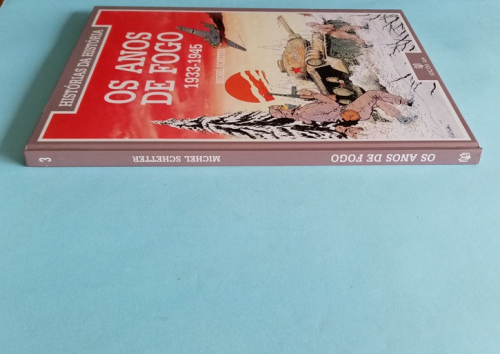 HISTÓRIAS DA HISTÓRIA
OS ANOS
DE FOGO
1933-1945
3
MICHEL SCHETTER
OS ANOS DE FOGO